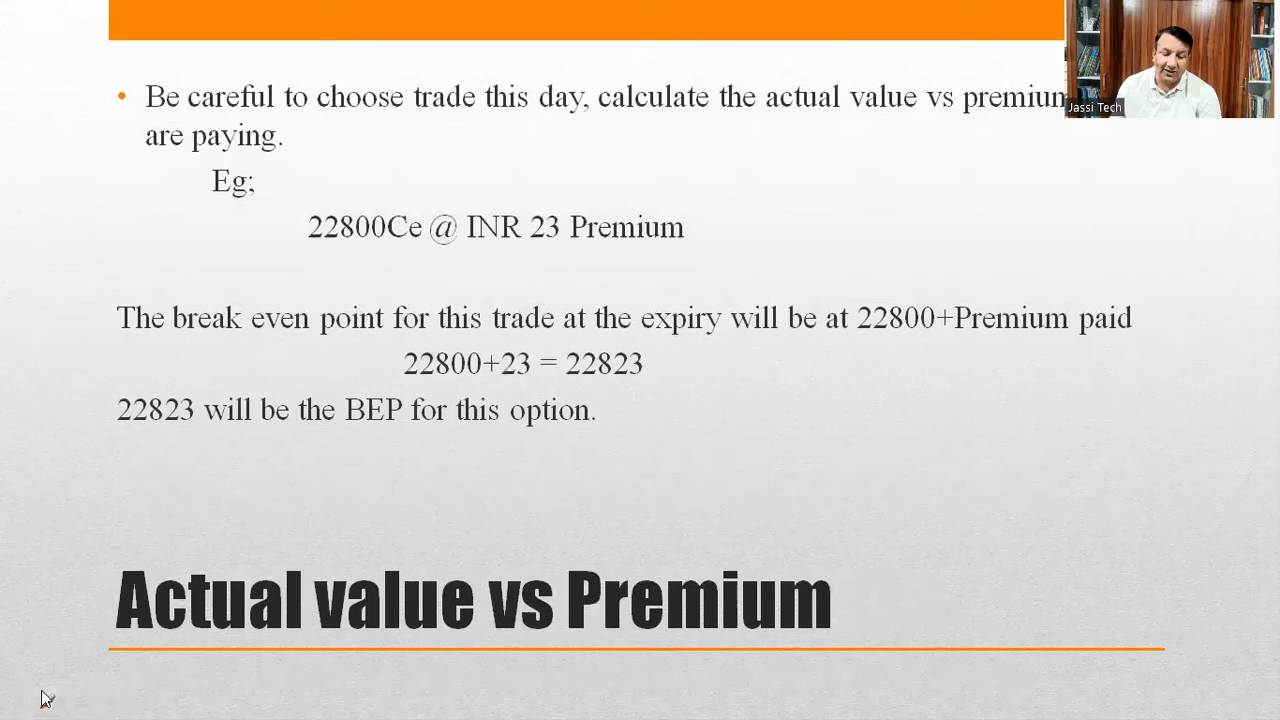 • Be careful to choose trade this day, calculate the actual value vs premium
are paying.
Eg;
22800Ce @ INR 23 Premium
The break even point for this trade at the expiry will be at 22800+Premium paid
22800+23 = 22823
22823 will be the BEP for this option.
Actual value vs Premium
Jassi Tech